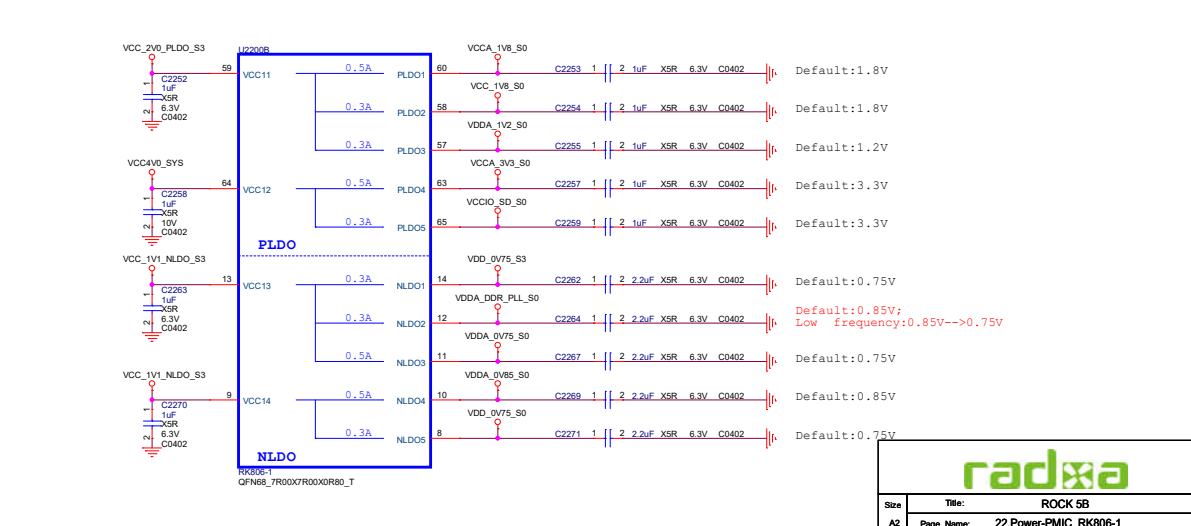 VCC_2V0_PLDO_S3
U2200B
VCCA_1V8_S0
59 VCC11 0.5A PLDO1 60 C2253 1 2 1uF X5R 6.3V C0402 Default:1.8V
1 C2252
1uF
X5R
2 6.3V
C0402
VCC_1V8_S0
0.3A PLDO2 58 C2254 1 2 1uF X5R 6.3V C0402 Default:1.8V
VDDA_1V2_S0
0.3A PLDO3 57 C2255 1 2 1uF X5R 6.3V C0402 Default:1.2V
VCC4V0_SYS
VCCA_3V3_S0
64 VCC12 0.5A PLDO4 63 C2257 1 2 1uF X5R 6.3V C0402 Default:3.3V
1 C2258
1uF
X5R
2 10V
C0402
VCCIO_SD_S0
0.3A PLDO5 65 C2259 1 2 1uF X5R 6.3V C0402 Default:3.3V
PLDO
VCC_1V1_NLDO_S3
VDD_0V75_S3
13 VCC13 0.3A NLDO1 14 C2262 1 2 2.2uF X5R 6.3V C0402 Default:0.75V
1 C2263
1uF
X5R
2 6.3V
C0402
VDDA_DDR_PLL_S0
0.3A NLDO2 12 C2264 1 2 2.2uF X5R 6.3V C0402 Default:0.85V;
Low frequency:0.85V-->0.75V
VDDA_0V75_S0
0.5A NLDO3 11 C2267 1 2 2.2uF X5R 6.3V C0402 Default:0.75V
VCC_1V1_NLDO_S3
VDDA_0V85_S0
9 VCC14 0.5A NLDO4 10 C2269 1 2 2.2uF X5R 6.3V C0402 Default:0.85V
1 C2270
1uF
X5R
2 6.3V
C0402
VDD_0V75_S0
0.3A NLDO5 8 C2271 1 2 2.2uF X5R 6.3V C0402 Default:0.75V
NLDO
RK806-1
QFN68_7R00X7R00X0R80_T
radxa
Size Title: ROCK 5B
A2 Page Name: 22.Power-PMIC_RK806-1